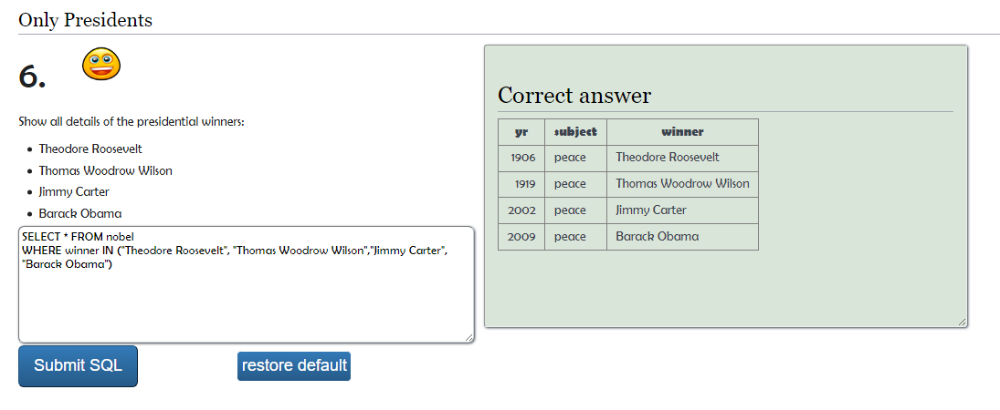 Only Presidents
6.
Show all details of the presidential winners:
Theodore Roosevelt
Thomas Woodrow Wilson
Jimmy Carter
Barack Obama
SELECT * FROM nobel
WHERE winner IN ("Theodore Roosevelt", "Thomas Woodrow Wilson","Jimmy Carter",
"Barack Obama")
Submit SQL restore default
Correct answer
yr subject winner
1906 peace Theodore Roosevelt
1919 peace Thomas Woodrow Wilson
2002 peace Jimmy Carter
2009 peace Barack Obama